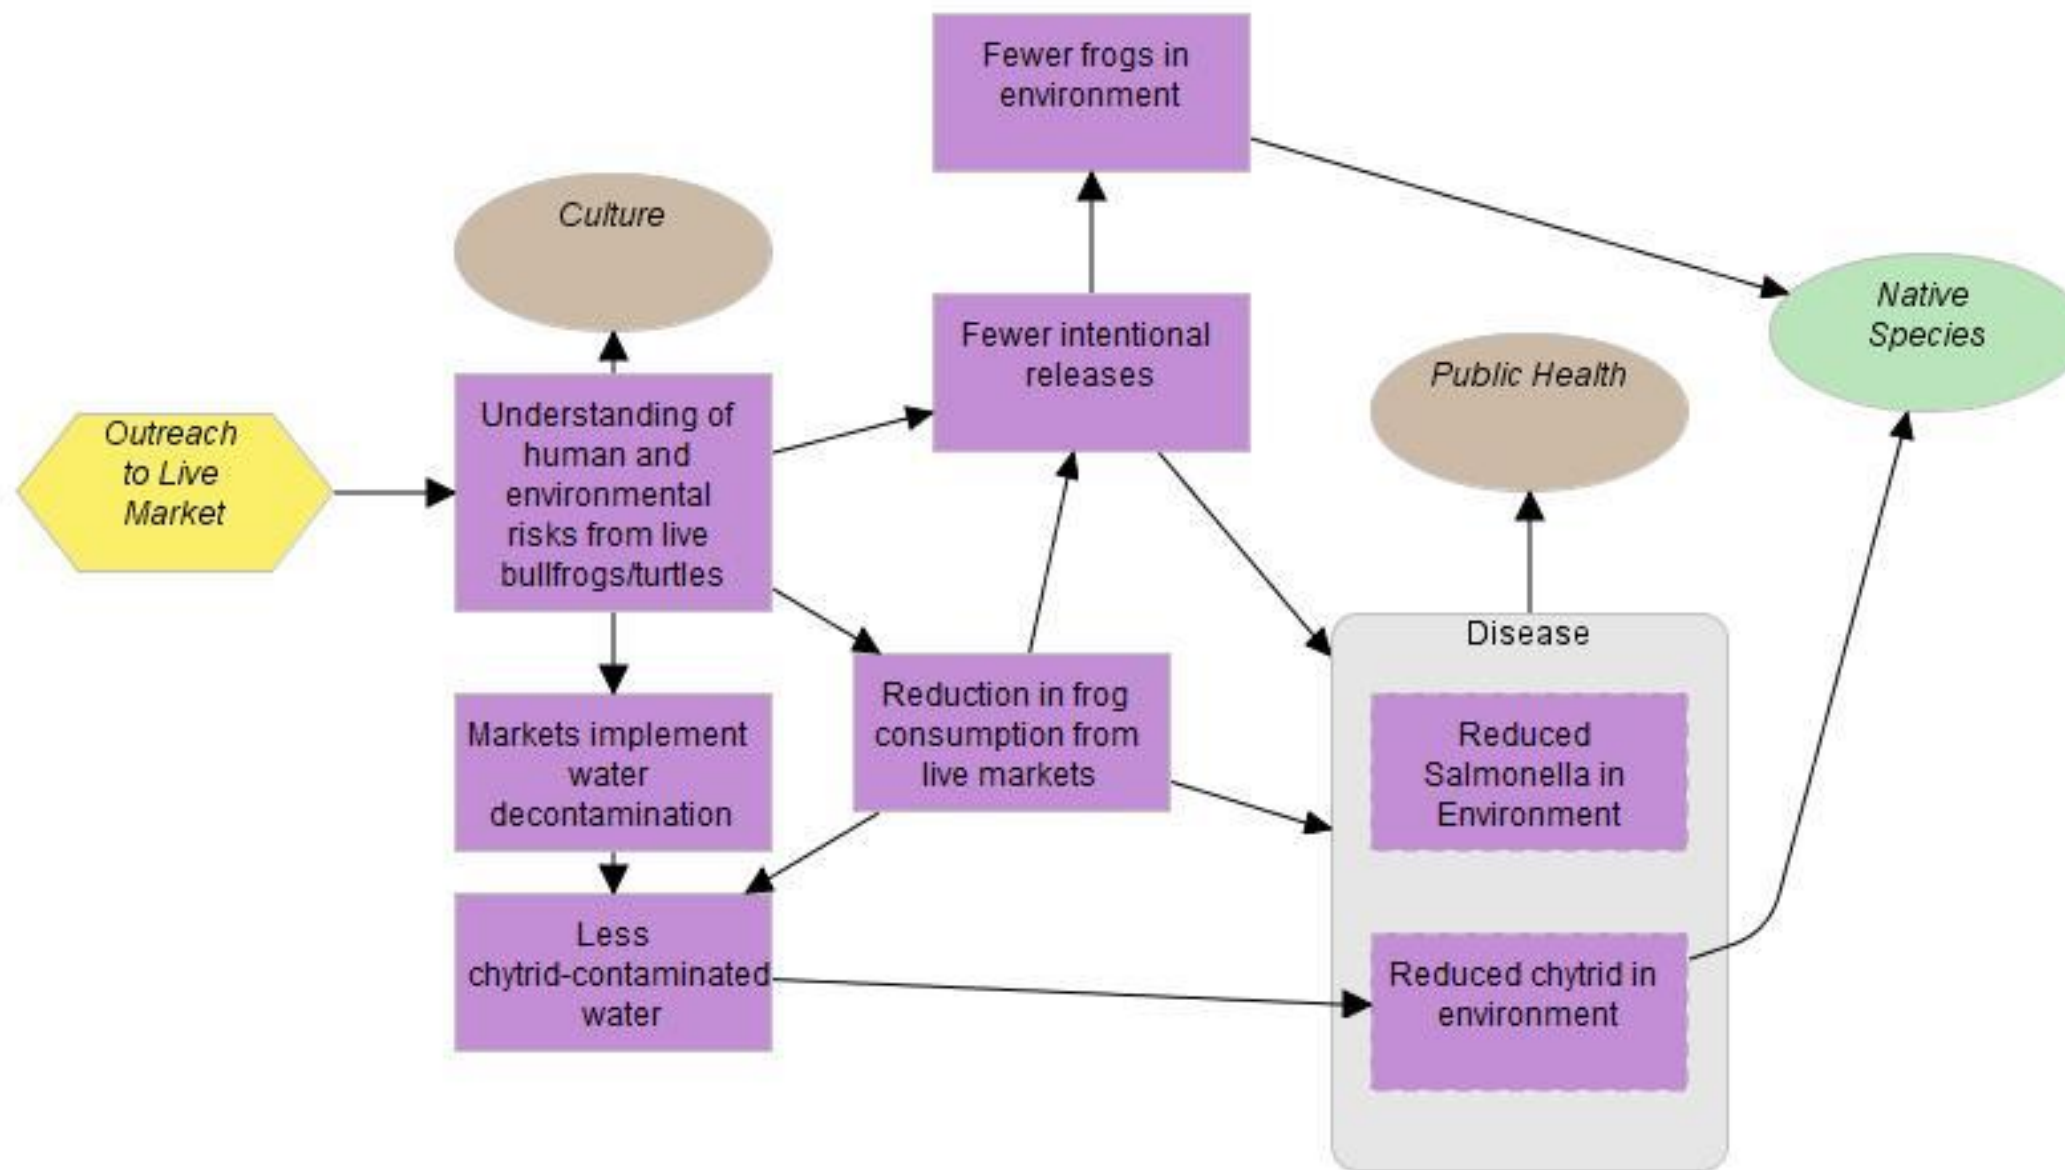 Fewer frogs in
environment
Culture
Native
Species
Fewer intentional
releases
Public Health
Outreach
to Live
Market
Understanding of
human and
environmental
risks from live
bullfrogs/turtles
Disease
Markets implement
water
decontamination
Reduction in frog
consumption from
live markets
Reduced
Salmonella in
Environment
Less
chytrid-contaminated
water
Reduced chytrid in
environment